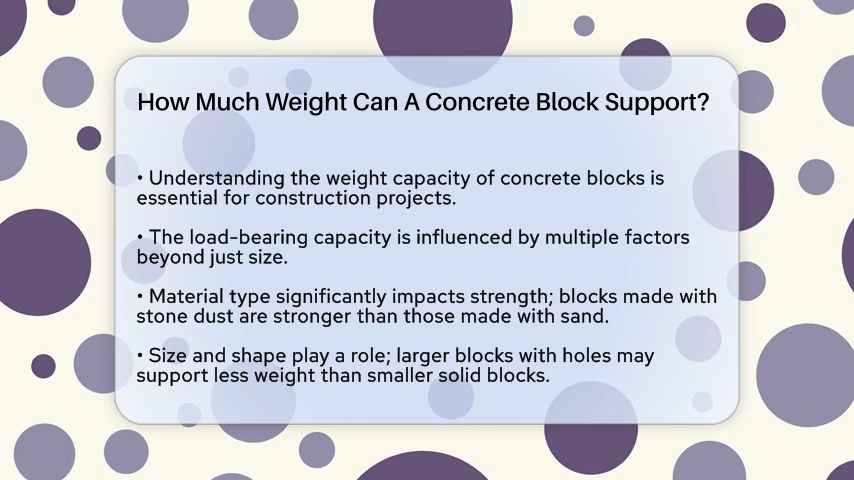 How Much Weight Can A Concrete Block Support?
• Understanding the weight capacity of concrete blocks is
essential for construction projects.
• The load-bearing capacity is influenced by multiple factors
beyond just size.
• Material type significantly impacts strength; blocks made with
stone dust are stronger than those made with sand.
• Size and shape play a role; larger blocks with holes may
support less weight than smaller solid blocks.